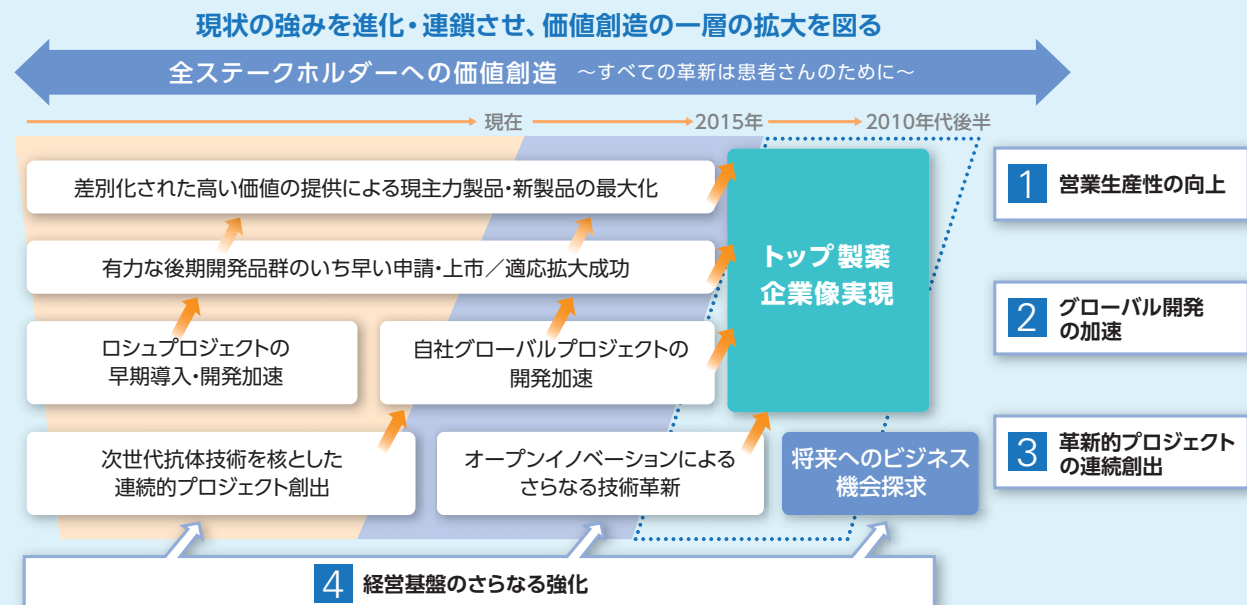 現状の強みを進化・連鎖させ、価値創造の一層の拡大を図る
全ステークホルダーへの価値創造 ～すべての革新は患者さんのために～
現在 2015年 2010年代後半
差別化された高い価値の提供による現主力製品・新製品の最大化
有力な後期開発品群のいち早い申請・上市／適応拡大成功
ロシュプロジェクトの
早期導入・開発加速
自社グローバルプロジェクトの
開発加速
トップ製薬
企業像実現
次世代抗体技術を核とした
連続的プロジェクト創出
オープンイノベーションによる
さらなる技術革新
将来へのビジネス
機会探求
1 営業生産性の向上
2 グローバル開発
の加速
3 革新的プロジェクト
の連続創出
4 経営基盤のさらなる強化